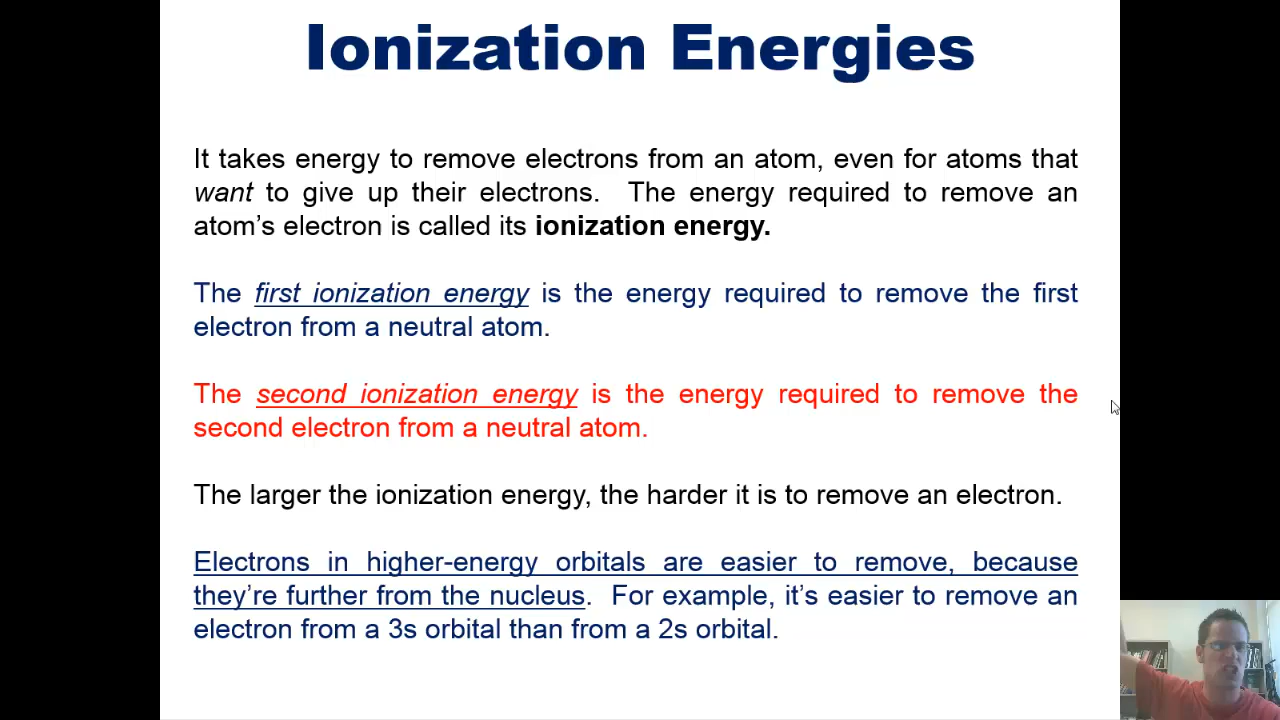 Ionization Energies
It takes energy to remove electrons from an atom, even for atoms that
want to give up their electrons. The energy required to remove an
atom's electron is called its ionization energy.
The first ionization energy is the energy required to remove the first
electron from a neutral atom.
The second ionization energy is the energy required to remove the
second electron from a neutral atom.
The larger the ionization energy, the harder it is to remove an electron.
Electrons in higher-energy orbitals are easier to remove, because
they're further from the nucleus. For example, it's easier to remove an
electron from a 3s orbital than from a 2s orbital.